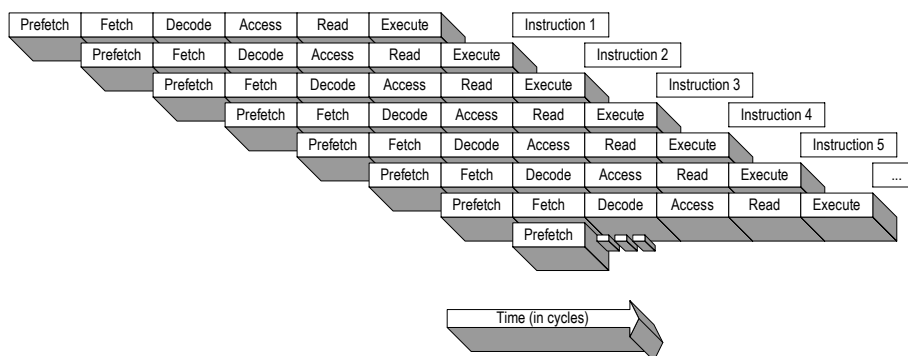 Prefetch Fetch Decode Access Read Execute Instruction 1
Prefetch Fetch Decode Access Read Execute Instruction 2
Prefetch Fetch Decode Access Read Execute Instruction 3
Prefetch Fetch Decode Access Read Execute Instruction 4
Prefetch Fetch Decode Access Read Execute Instruction 5
Prefetch Fetch Decode Access Read Execute ...
Prefetch Fetch Decode Access Read Execute
Prefetch
Time (in cycles)